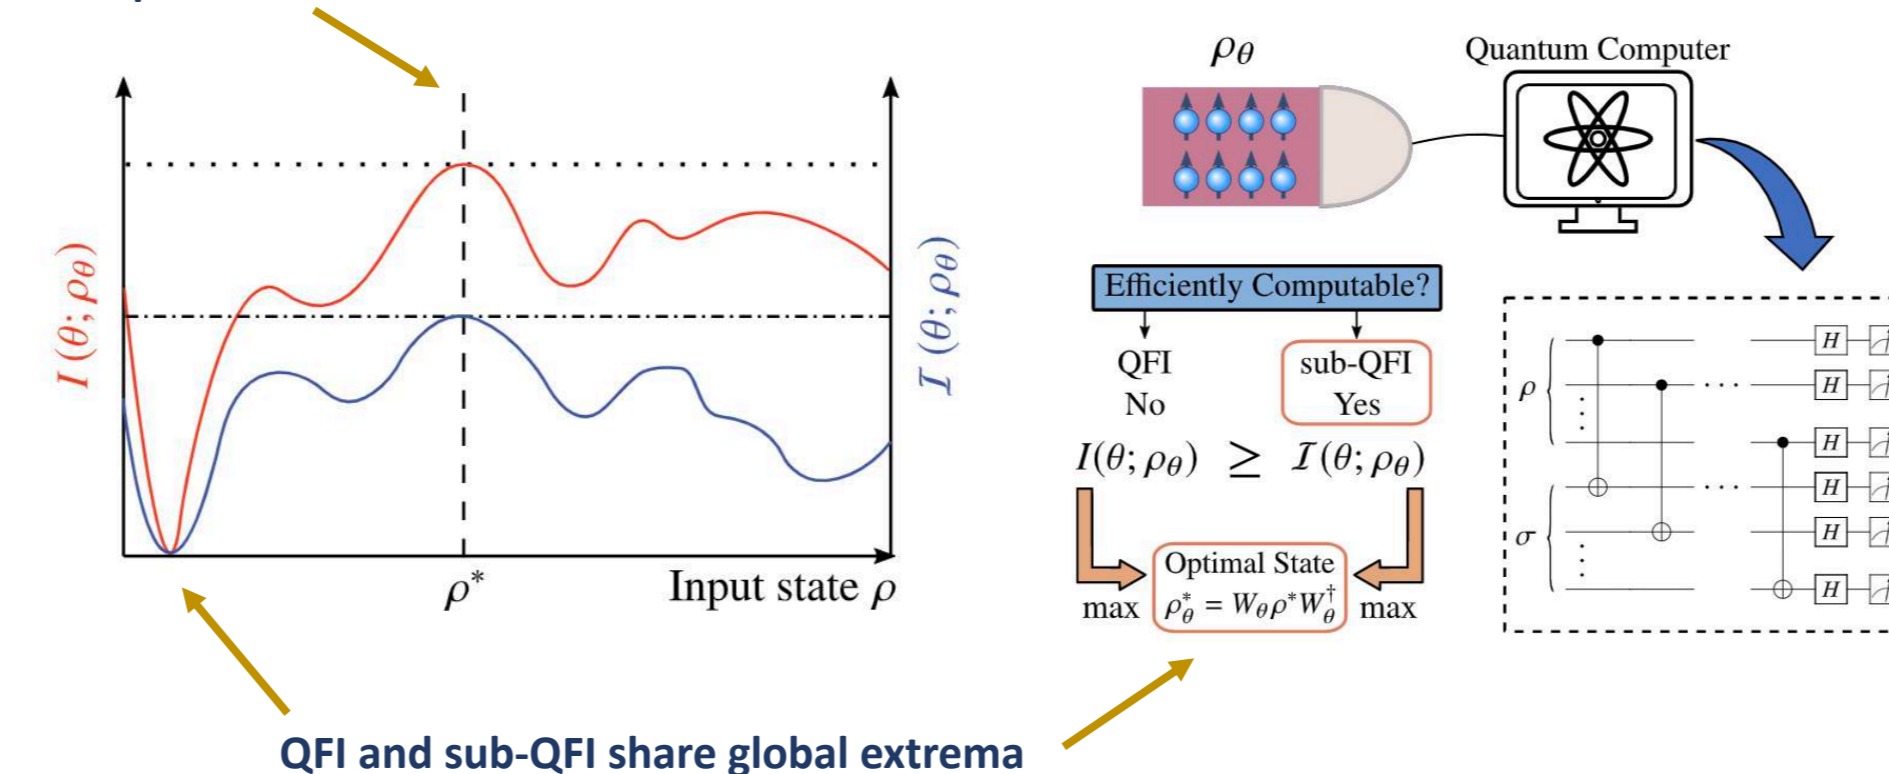 I (θ; ρθ)
𝓘 (θ; ρθ)
ρ*
Input state ρ
QFI and sub-QFI share global extrema
ρθ
Quantum Computer
Efficiently Computable?
QFI
No
sub-QFI
Yes
I(θ; ρθ) ≥ 𝓘(θ; ρθ)
max
Optimal State
ρ*θ = Wθρ*W†θ
max
ρ
σ
· · ·
· · ·
H
H
H
H
H
H